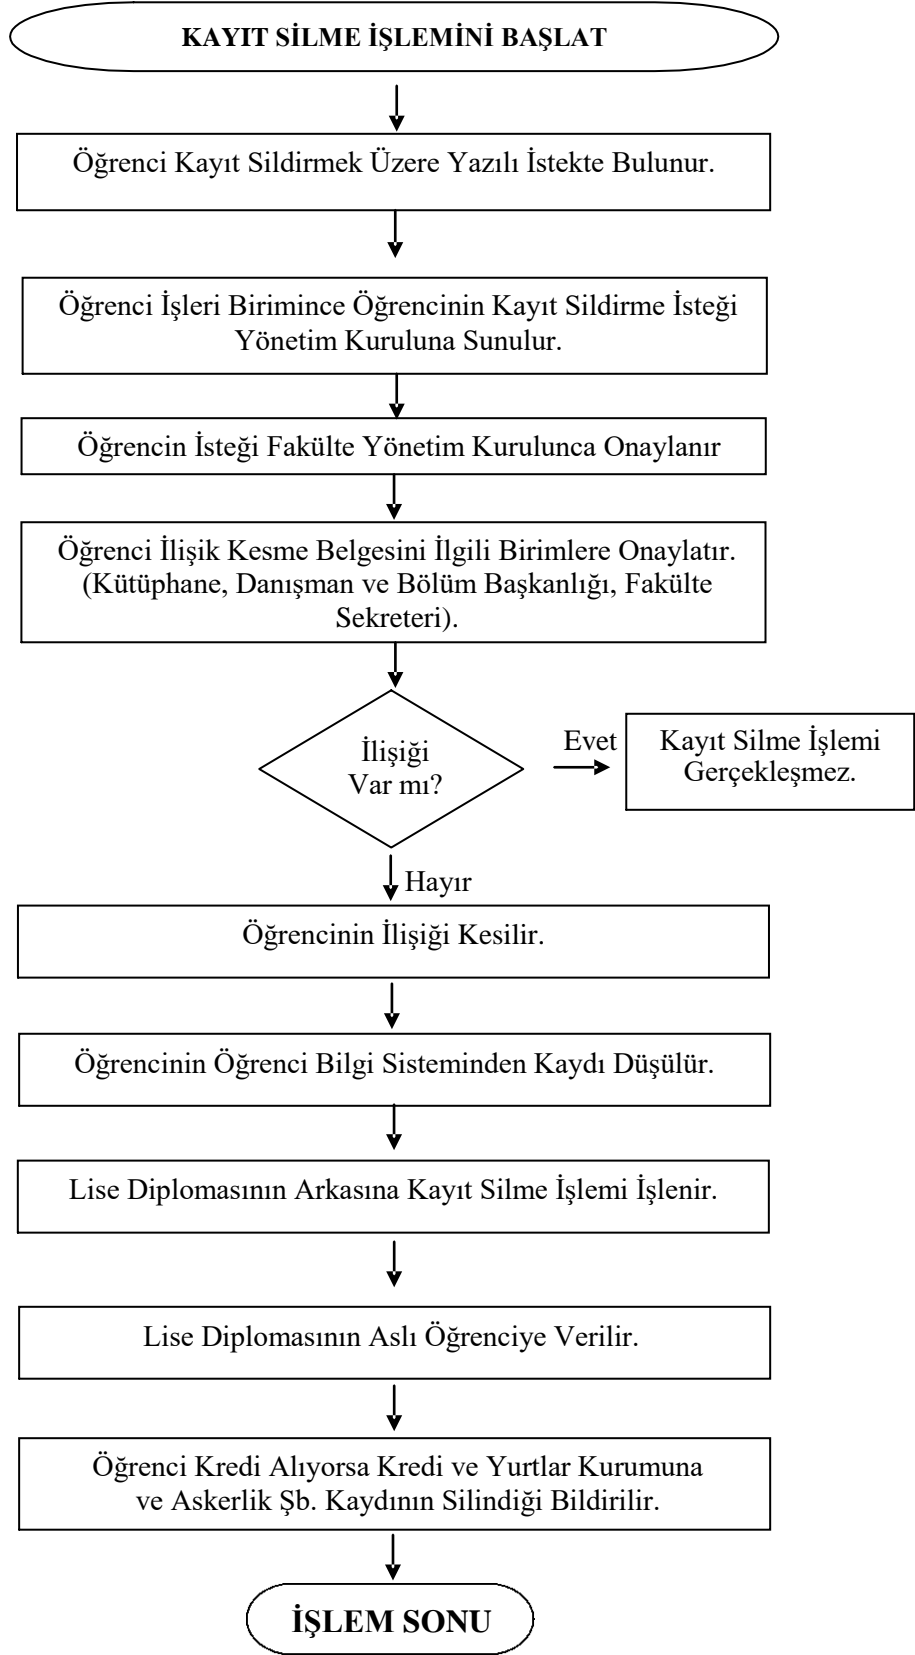 KAYIT SİLME İŞLEMİNİ BAŞLAT
Öğrenci Kayıt Sildirmek Üzere Yazılı İstekte Bulunur.
Öğrenci İşleri Birimince Öğrencinin Kayıt Sildirme İsteği
Yönetim Kuruluna Sunulur.
Öğrencin İsteği Fakülte Yönetim Kurulunca Onaylanır
Öğrenci İlişik Kesme Belgesini İlgili Birimlere Onaylatır.
(Kütüphane, Danışman ve Bölüm Başkanlığı, Fakülte
Sekreteri).
İlişiği
Var mı?
Evet
Kayıt Silme İşlemi
Gerçekleşmez.
Hayır
Öğrencinin İlişiği Kesilir.
Öğrencinin Öğrenci Bilgi Sisteminden Kaydı Düşülür.
Lise Diplomasının Arkasına Kayıt Silme İşlemi İşlenir.
Lise Diplomasının Aslı Öğrenciye Verilir.
Öğrenci Kredi Alıyorsa Kredi ve Yurtlar Kurumuna
ve Askerlik Şb. Kaydının Silindiği Bildirilir.
İŞLEM SONU